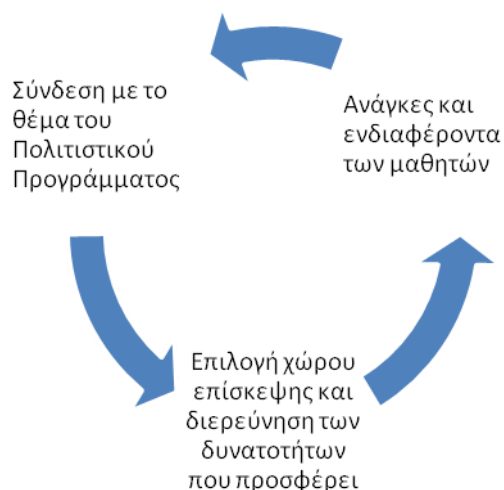 Σύνδεση με το
θέμα του
Πολιτιστικού
Προγράμματος
Ανάγκες και
ενδιαφέροντα
των μαθητών
Επιλογή χώρου
επίσκεψης και
διερεύνηση των
δυνατοτήτων
που προσφέρει